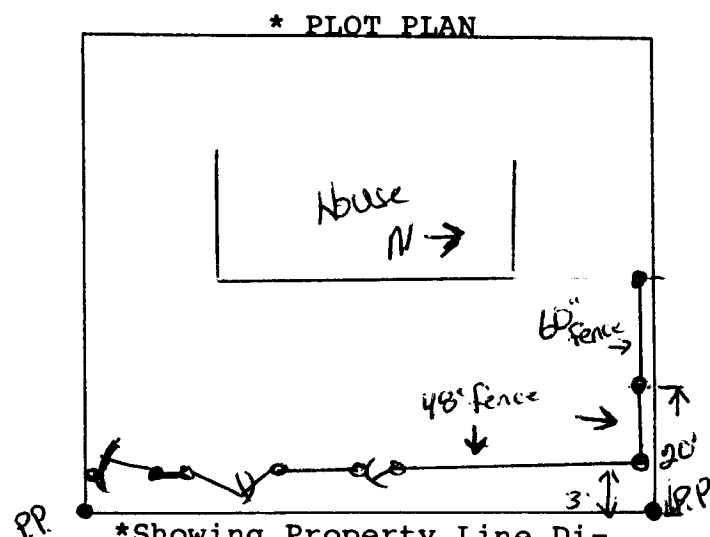 * PLOT PLAN
House
N →
60" fence
48" fence
20'
3'
P.P.
P.P.
*Showing Property Line Di-